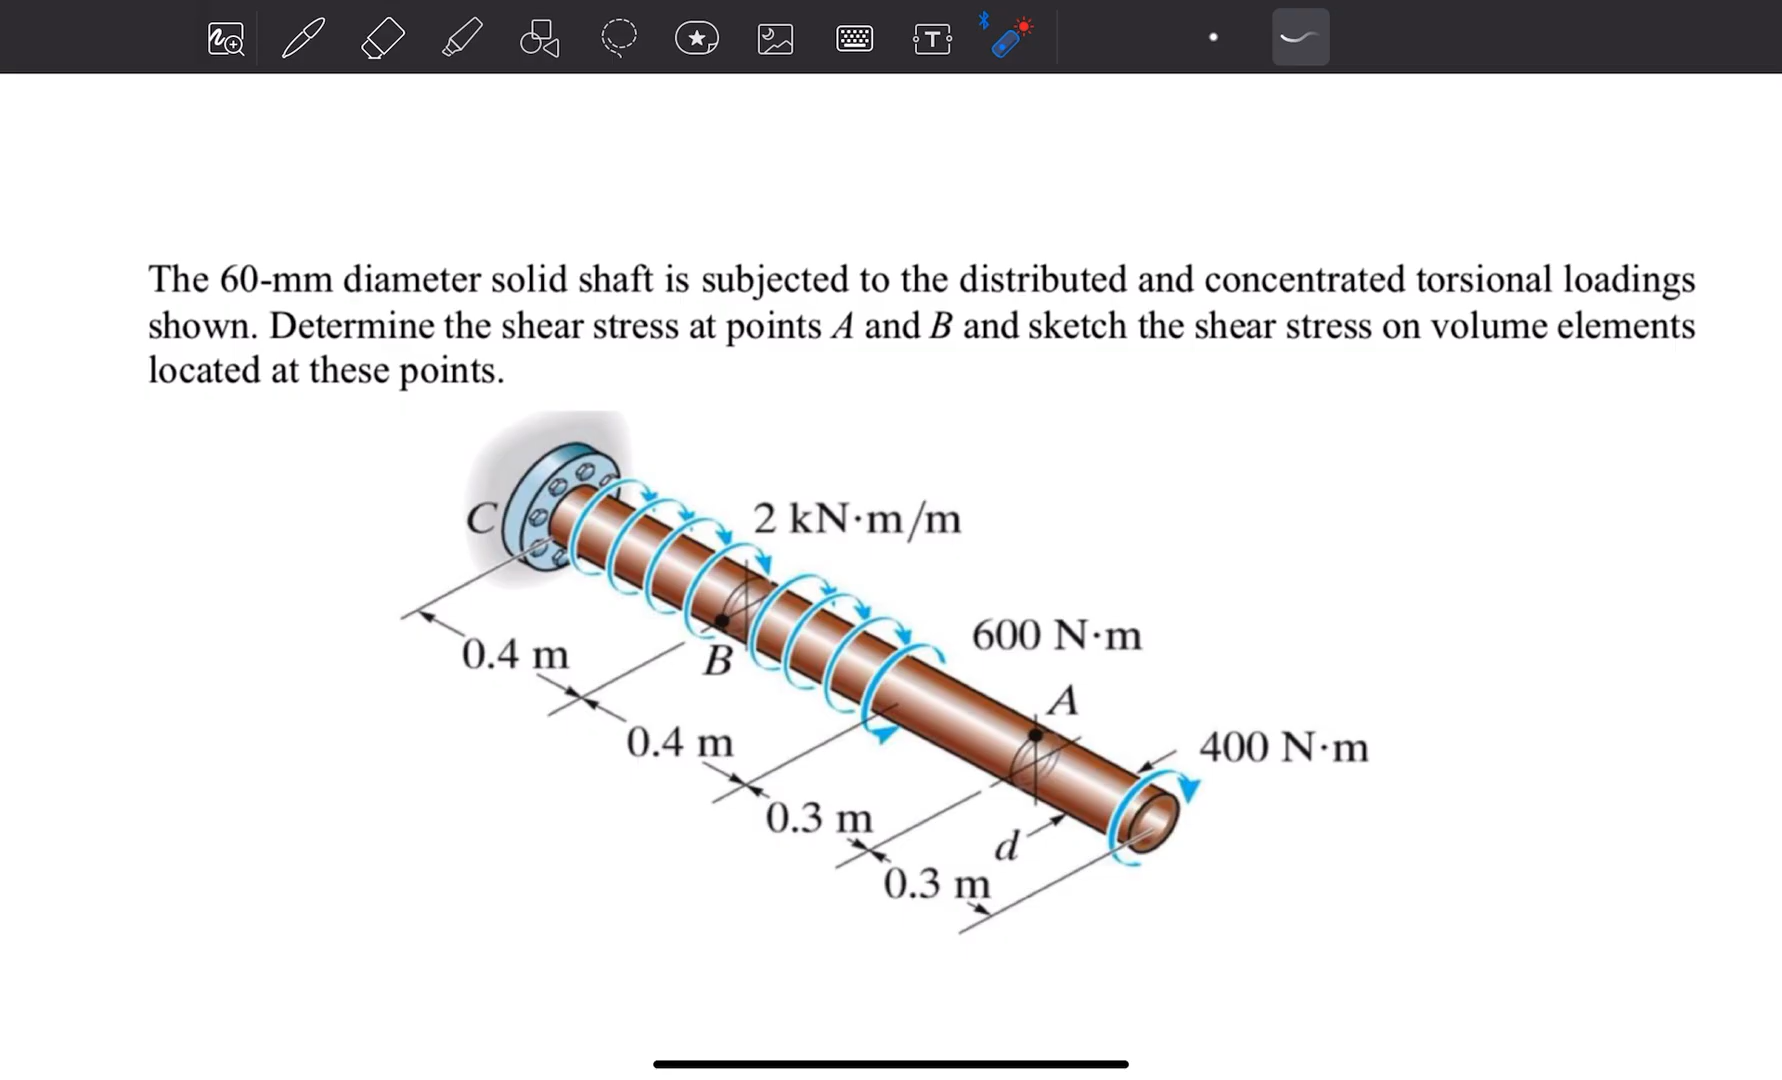 The 60-mm diameter solid shaft is subjected to the distributed and concentrated torsional loadings
shown. Determine the shear stress at points A and B and sketch the shear stress on volume elements
located at these points.
C
2 kN·m/m
600 N·m
0.4 m
B
A
0.4 m
400 N·m
0.3 m
d
0.3 m